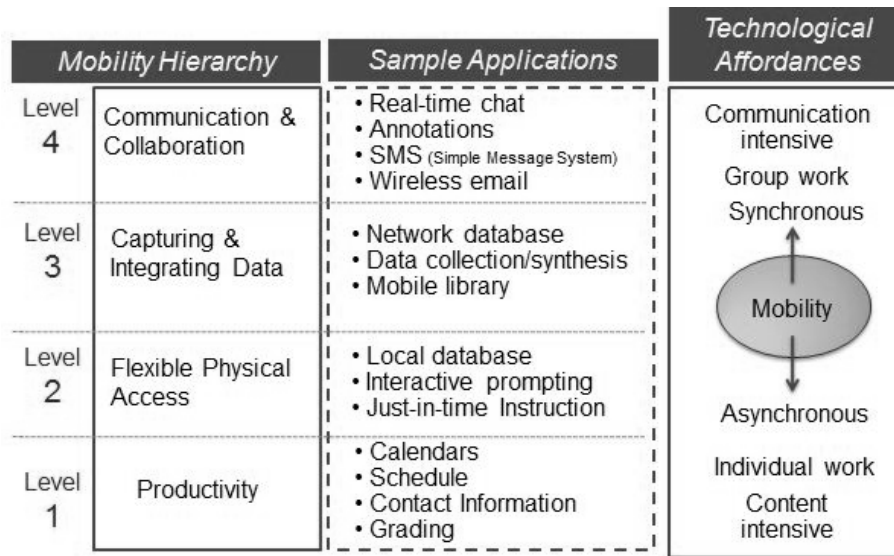 Mobility Hierarchy
Sample Applications
Technological
Affordances
Level
4
Communication &
Collaboration
• Real-time chat
• Annotations
• SMS (Simple Message System)
• Wireless email
Level
3
Capturing &
Integrating Data
• Network database
• Data collection/synthesis
• Mobile library
Level
2
Flexible Physical
Access
• Local database
• Interactive prompting
• Just-in-time Instruction
Level
1
Productivity
• Calendars
• Schedule
• Contact Information
• Grading
Communication
intensive
Group work
Synchronous
Mobility
Asynchronous
Individual work
Content
intensive